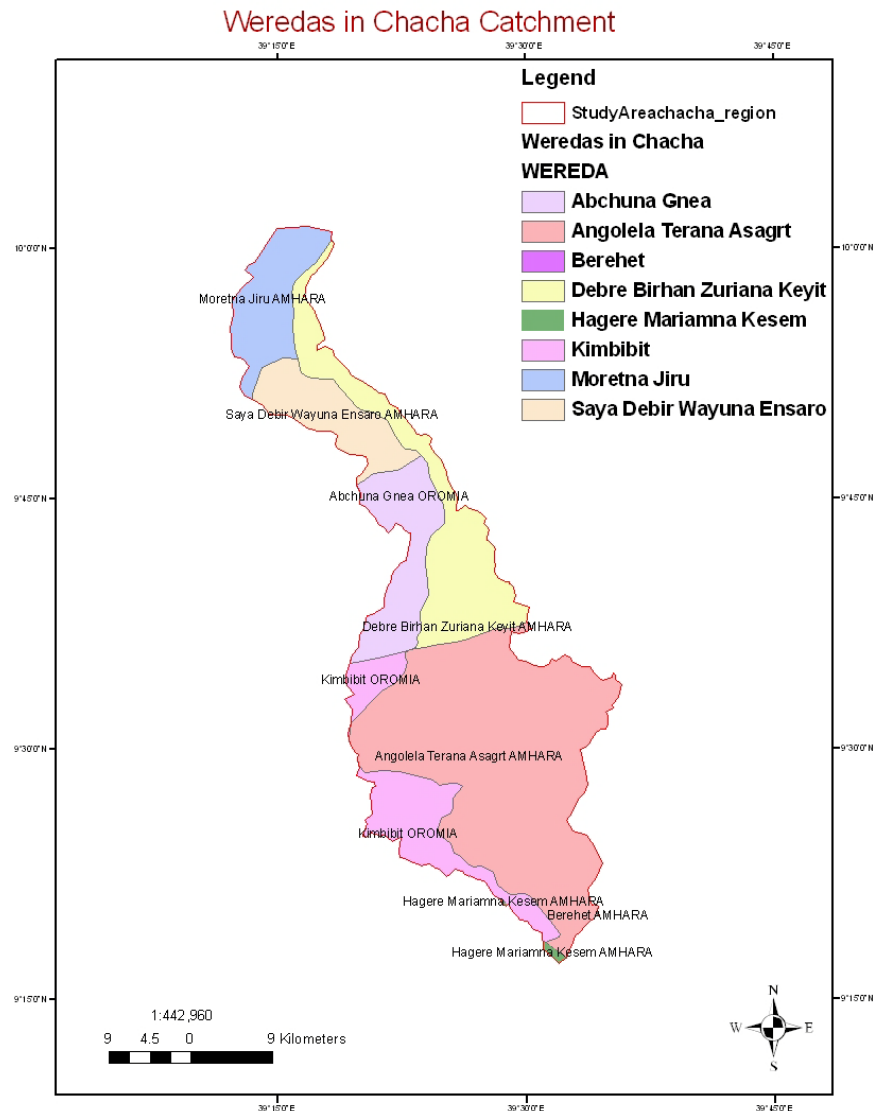 Weredas in Chacha Catchment
39°15'0"E
39°30'0"E
39°45'0"E
Legend
StudyAreachacha_region
Weredas in Chacha
WEREDA
Abchuna Gnea
Angolela Terana Asagrt
Berehet
Debre Birhan Zuriana Keyit
Hagere Mariamna Kesem
Kimbibit
Moretna Jiru
Saya Debir Wayuna Ensaro
10°0'0"N
10°0'0"N
Moretna Jiru AMHARA
Saya Debir Wayuna Ensaro AMHARA
9°45'0"N
9°45'0"N
Abchuna Gnea OROMIA
Debre Birhan Zuriana Keyit AMHARA
Kimbibit OROMIA
9°30'0"N
9°30'0"N
Angolela Terana Asagrt AMHARA
Kimbibit OROMIA
Hagere Mariamna Kesem AMHARA
Berehet AMHARA
Hagere Mariamna Kesem AMHARA
9°15'0"N
9°15'0"N
1:442,960
9 4.5 0 9 Kilometers
N
W E
S
39°15'0"E
39°30'0"E
39°45'0"E